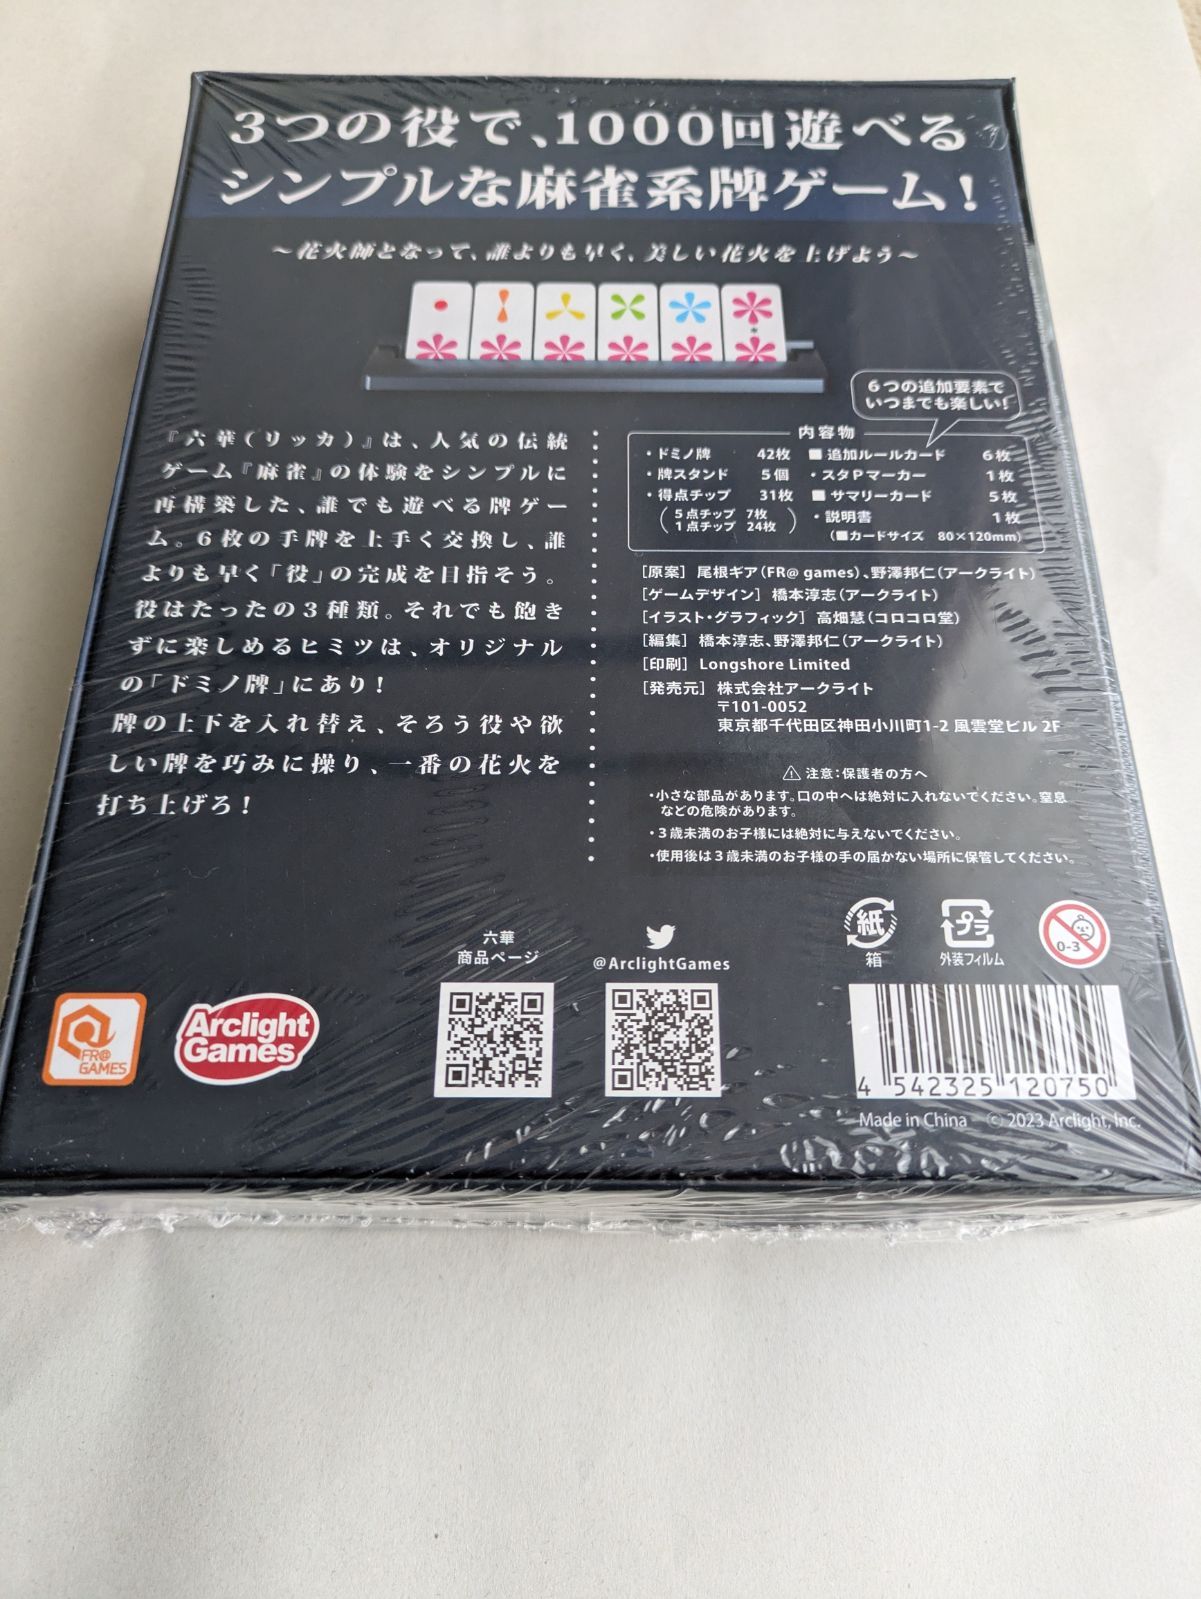 3つの役で、1000回遊べる
シンプルな麻雀系牌ゲーム!
～花火師となって、誰よりも早く、美しい花火を上げよう～
6つの追加要素で
いつまでも楽しい!
『六華(リッカ)』は、人気の伝統
ゲーム『麻雀』の体験をシンプルに
再構築した、誰でも遊べる牌ゲー
ム。6枚の手牌を上手く交換し、誰
よりも早く「役」の完成を目指そう。
役はたったの3種類。それでも飽き
ずに楽しめるヒミツは、オリジナル
の「ドミノ牌」にあり!
牌の上下を入れ替え、そろう役や欲
しい牌を巧みに操り、一番の花火を
打ち上げろ!
内容物
・ドミノ牌 42枚
・牌スタンド 5個
・得点チップ 31枚
(5点チップ 7枚
1点チップ 24枚)
■追加ルールカード 6枚
・スタPマーカー 1枚
■サマリーカード 5枚
・説明書 1枚
(■カードサイズ 80×120mm)
[原案] 尾根ギア(FR@ games)、野澤邦仁(アークライト)
[ゲームデザイン] 橋本淳志(アークライト)
[イラスト・グラフィック] 高畑慧(コロコロ堂)
[編集] 橋本淳志、野澤邦仁(アークライト)
[印刷] Longshore Limited
[発売元] 株式会社アークライト
〒101-0052
東京都千代田区神田小川町1-2 風雲堂ビル 2F
⚠ 注意:保護者の方へ
・小さな部品があります。口の中へは絶対に入れないでください。窒息
などの危険があります。
・3歳未満のお子様には絶対に与えないでください。
・使用後は3歳未満のお子様の手の届かない場所に保管してください。
紙
箱
プラ
外装フィルム
0-3
六華
商品ページ
@ArclightGames
FR@
GAMES
Arclight
Games
4 542325 120750
Made in China © 2023 Arclight, Inc.